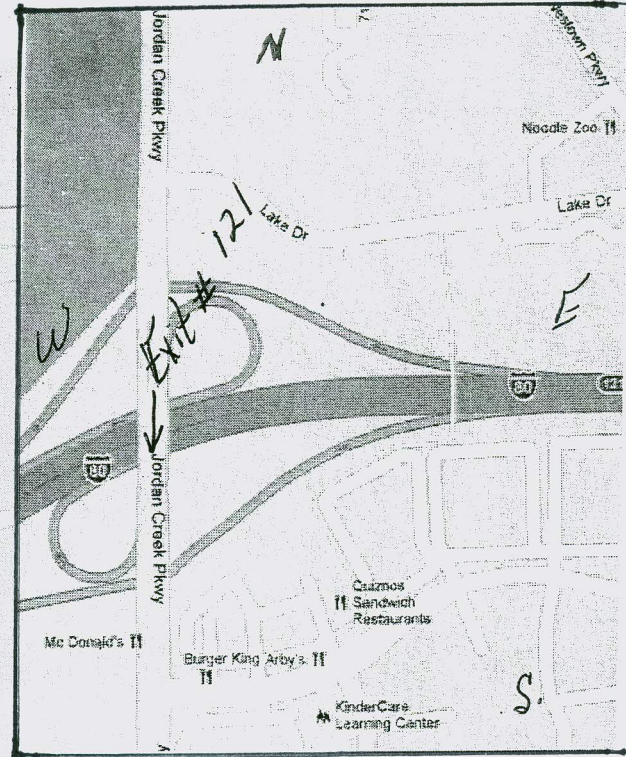 Jordan Creek Pkwy
N
71
Noodle Zoo
Lake Dr
Lake Dr
Exit # 121
W
E
80
80
Jordan Creek Pkwy
Quiznos
Sandwich
Restaurants
Mc Donald's
Burger King Arby's
S.
KinderCare
Learning Center
y